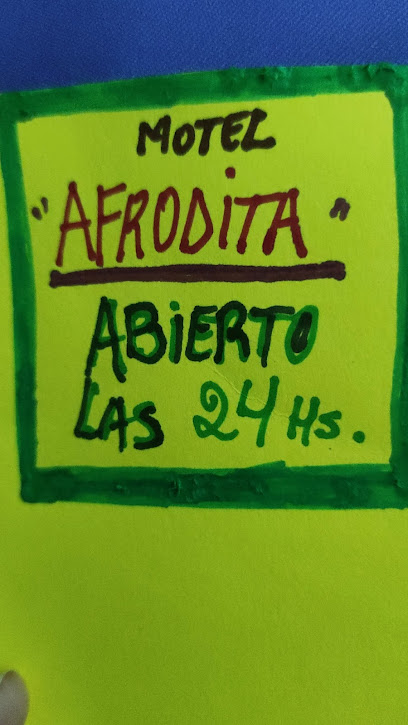 MOTEL
"AFRODiTA"
ABiERTO
LAS 24 Hs.